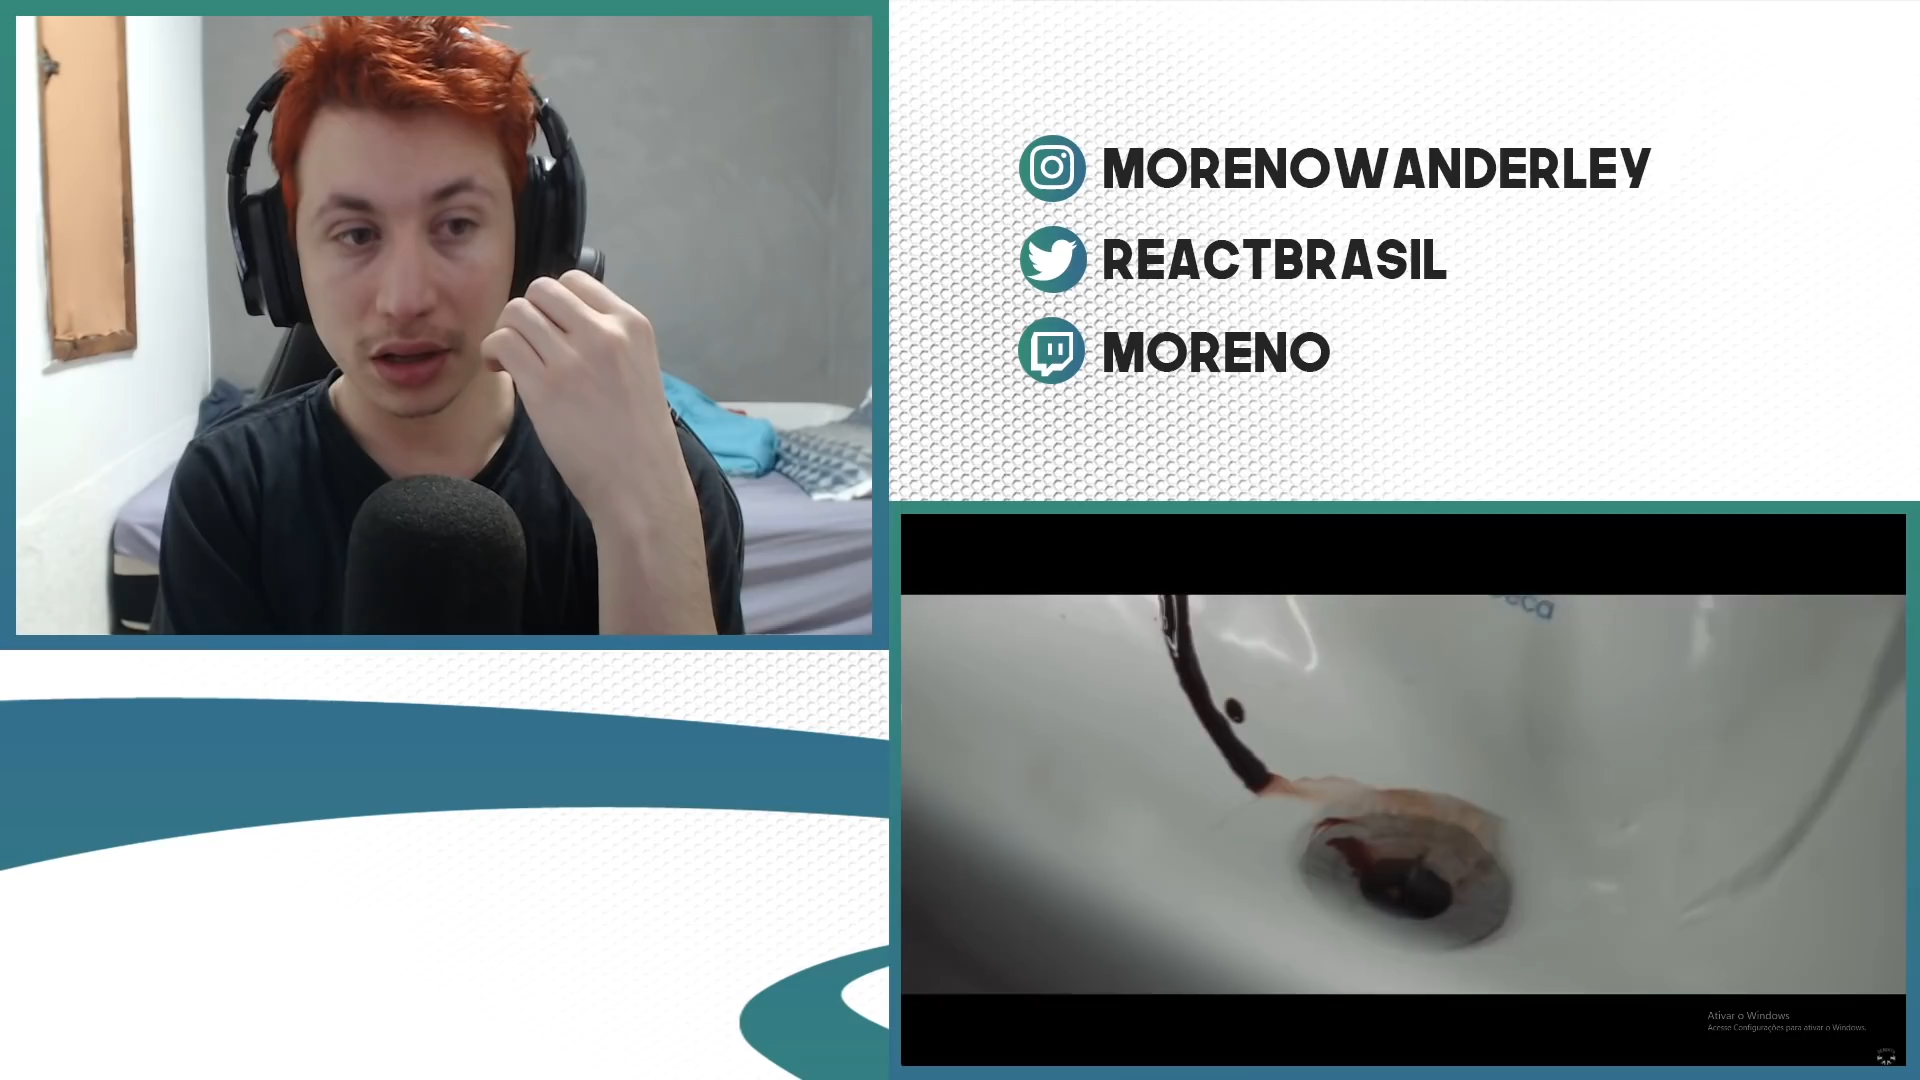 MORENOWANDERLEY
REACTBRASIL
MORENO
Ativar o Windows
Acesse Configurações para ativar o Windows.